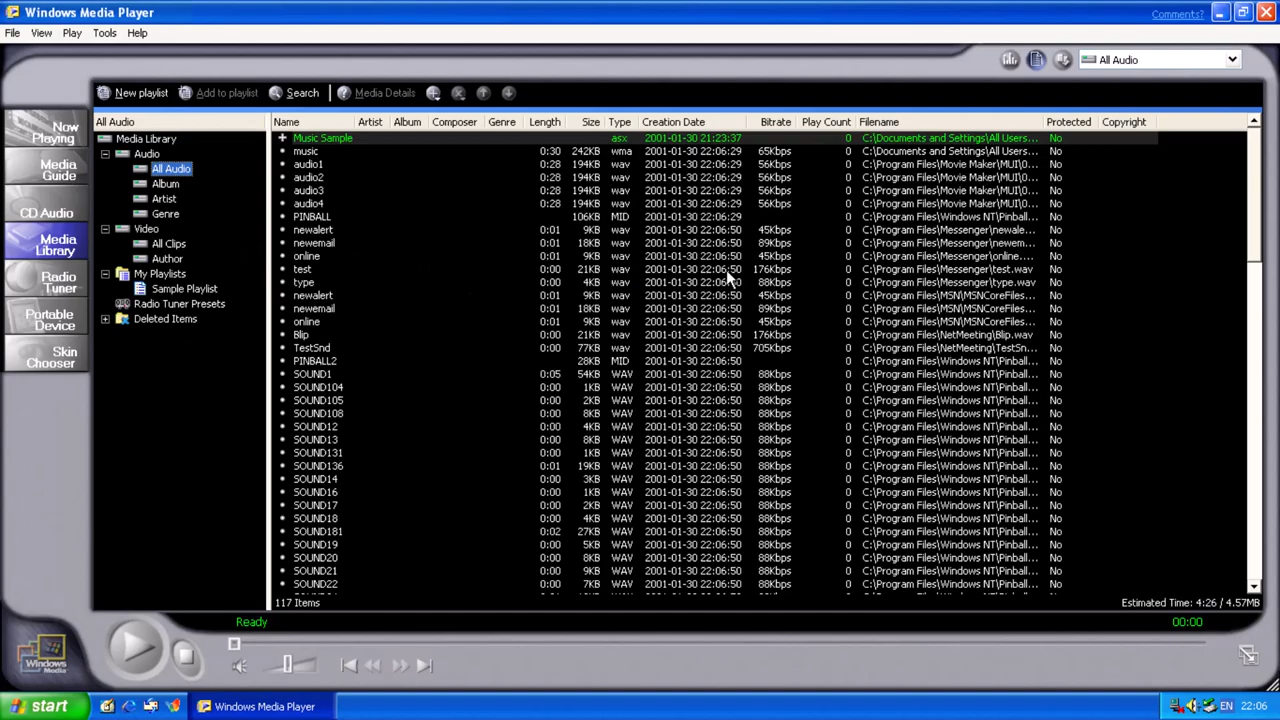 Windows Media Player
Comments?
File View Play Tools Help
All Audio
New playlist Add to playlist Search Media Details
Now Playing
Media Guide
CD Audio
Media Library
Radio Tuner
Portable Device
Skin Chooser
All Audio
Media Library
Audio
All Audio
Album
Artist
Genre
Video
All Clips
Author
My Playlists
Sample Playlist
Radio Tuner Presets
Deleted Items
Name Artist Album Composer Genre Length Size Type Creation Date Bitrate Play Count Filename Protected Copyright
Music Sample asx 2001-01-30 21:23:37 0 C:\Documents and Settings\All Users... No
music 0:30 242KB wma 2001-01-30 22:06:29 65Kbps 0 C:\Documents and Settings\All Users... No
audio1 0:28 194KB wav 2001-01-30 22:06:29 56Kbps 0 C:\Program Files\Movie Maker\MUI\0... No
audio2 0:28 194KB wav 2001-01-30 22:06:29 56Kbps 0 C:\Program Files\Movie Maker\MUI\0... No
audio3 0:28 194KB wav 2001-01-30 22:06:29 56Kbps 0 C:\Program Files\Movie Maker\MUI\0... No
audio4 0:28 194KB wav 2001-01-30 22:06:29 56Kbps 0 C:\Program Files\Movie Maker\MUI\0... No
PINBALL 106KB MID 2001-01-30 22:06:29 0 C:\Program Files\Windows NT\Pinball... No
newalert 0:01 9KB wav 2001-01-30 22:06:50 45Kbps 0 C:\Program Files\Messenger\newale... No
newemail 0:01 18KB wav 2001-01-30 22:06:50 89Kbps 0 C:\Program Files\Messenger\newem... No
online 0:01 9KB wav 2001-01-30 22:06:50 45Kbps 0 C:\Program Files\Messenger\online.... No
test 0:00 21KB wav 2001-01-30 22:06:50 176Kbps 0 C:\Program Files\Messenger\test.wav No
type 0:00 4KB wav 2001-01-30 22:06:50 88Kbps 0 C:\Program Files\Messenger\type.wav No
newalert 0:01 9KB wav 2001-01-30 22:06:50 45Kbps 0 C:\Program Files\MSN\MSNCoreFiles... No
newemail 0:01 18KB wav 2001-01-30 22:06:50 89Kbps 0 C:\Program Files\MSN\MSNCoreFiles... No
online 0:01 9KB wav 2001-01-30 22:06:50 45Kbps 0 C:\Program Files\MSN\MSNCoreFiles... No
Blip 0:00 21KB wav 2001-01-30 22:06:50 176Kbps 0 C:\Program Files\NetMeeting\Blip.wav No
TestSnd 0:00 77KB wav 2001-01-30 22:06:50 705Kbps 0 C:\Program Files\NetMeeting\TestSn... No
PINBALL2 28KB MID 2001-01-30 22:06:50 0 C:\Program Files\Windows NT\Pinball... No
SOUND1 0:05 54KB WAV 2001-01-30 22:06:50 88Kbps 0 C:\Program Files\Windows NT\Pinball... No
SOUND104 0:00 1KB WAV 2001-01-30 22:06:50 88Kbps 0 C:\Program Files\Windows NT\Pinball... No
SOUND105 0:00 2KB WAV 2001-01-30 22:06:50 88Kbps 0 C:\Program Files\Windows NT\Pinball... No
SOUND108 0:00 8KB WAV 2001-01-30 22:06:50 88Kbps 0 C:\Program Files\Windows NT\Pinball... No
SOUND12 0:00 4KB WAV 2001-01-30 22:06:50 88Kbps 0 C:\Program Files\Windows NT\Pinball... No
SOUND13 0:00 8KB WAV 2001-01-30 22:06:50 88Kbps 0 C:\Program Files\Windows NT\Pinball... No
SOUND131 0:00 1KB WAV 2001-01-30 22:06:50 88Kbps 0 C:\Program Files\Windows NT\Pinball... No
SOUND136 0:01 19KB WAV 2001-01-30 22:06:50 88Kbps 0 C:\Program Files\Windows NT\Pinball... No
SOUND14 0:00 3KB WAV 2001-01-30 22:06:50 88Kbps 0 C:\Program Files\Windows NT\Pinball... No
SOUND16 0:00 1KB WAV 2001-01-30 22:06:50 88Kbps 0 C:\Program Files\Windows NT\Pinball... No
SOUND17 0:00 2KB WAV 2001-01-30 22:06:50 88Kbps 0 C:\Program Files\Windows NT\Pinball... No
SOUND18 0:00 4KB WAV 2001-01-30 22:06:50 88Kbps 0 C:\Program Files\Windows NT\Pinball... No
SOUND181 0:02 27KB WAV 2001-01-30 22:06:50 88Kbps 0 C:\Program Files\Windows NT\Pinball... No
SOUND19 0:00 5KB WAV 2001-01-30 22:06:50 88Kbps 0 C:\Program Files\Windows NT\Pinball... No
SOUND20 0:00 8KB WAV 2001-01-30 22:06:50 88Kbps 0 C:\Program Files\Windows NT\Pinball... No
SOUND21 0:00 9KB WAV 2001-01-30 22:06:50 88Kbps 0 C:\Program Files\Windows NT\Pinball... No
SOUND22 0:00 7KB WAV 2001-01-30 22:06:50 88Kbps 0 C:\Program Files\Windows NT\Pinball... No
117 Items Estimated Time: 4:26 / 4.57MB
Ready 00:00
Windows Media
start Windows Media Player EN 22:06